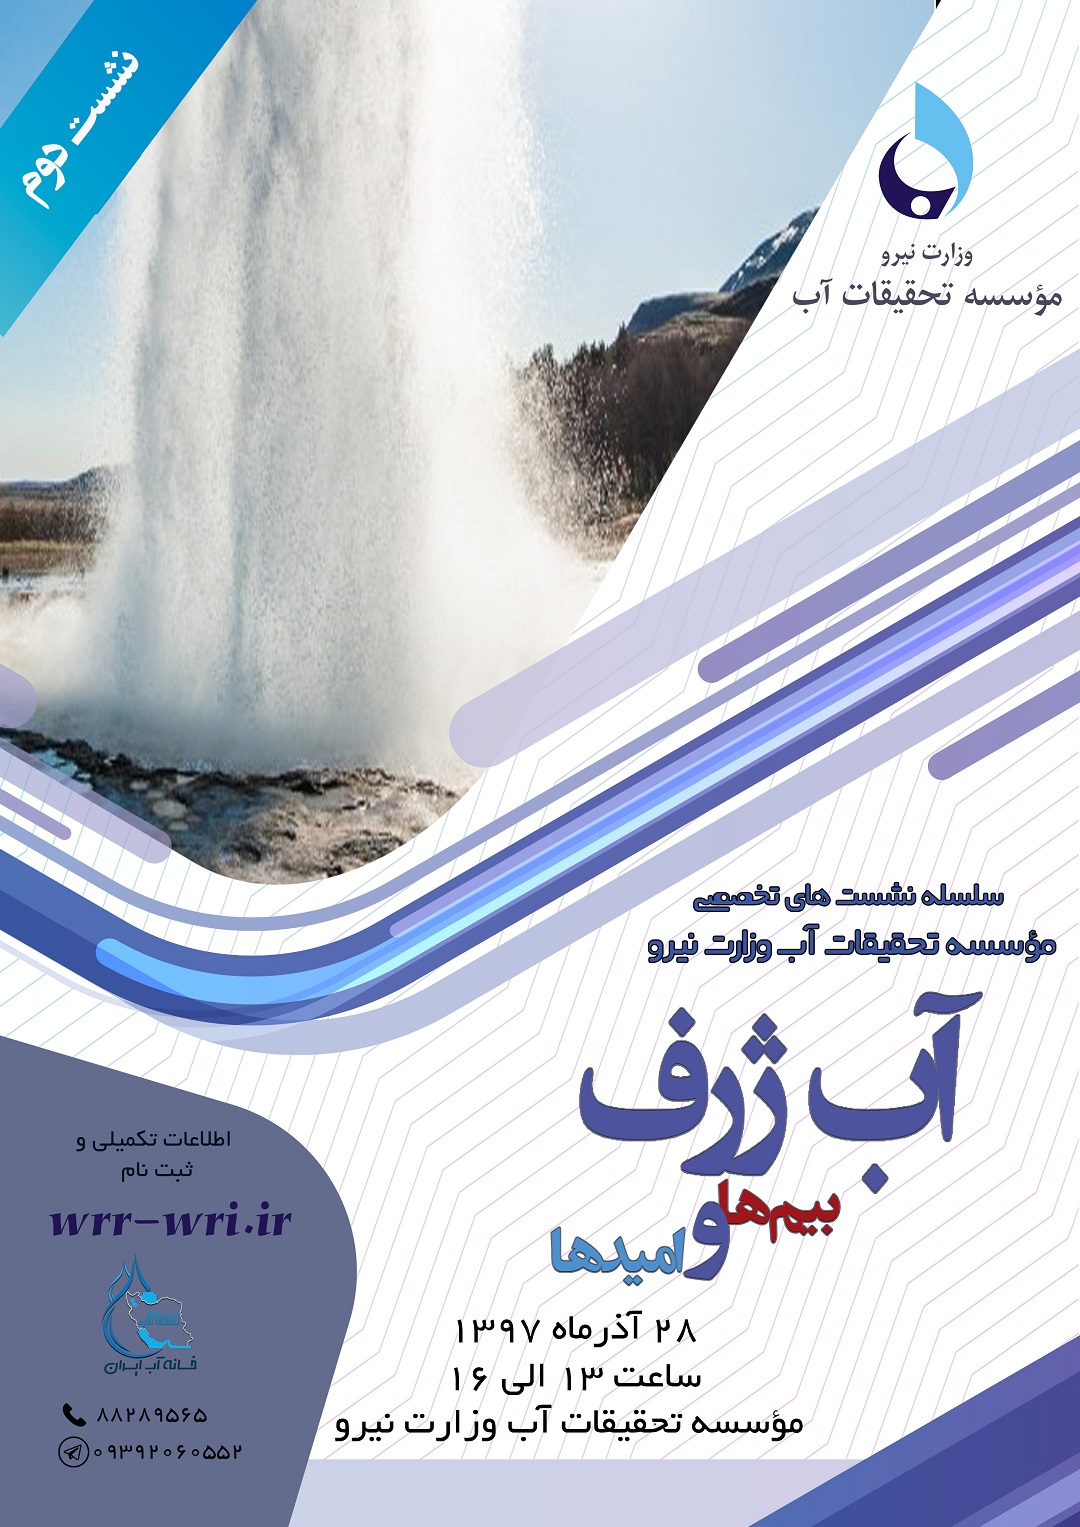 نشست دوم
وزارت نیرو
مؤسسه تحقیقات آب
سلسله نشست های تخصصی
مؤسسه تحقیقات آب وزارت نیرو
آب ژرف
بیم‌ها
و
امیدها
۲۸ آذرماه ۱۳۹۷
ساعت ۱۳ الی ۱۶
مؤسسه تحقیقات آب وزارت نیرو
اطلاعات تکمیلی و
ثبت نام
wrr-wri.ir
خانه آب ایران
۸۸۲۸۹۵۶۵
۰۹۳۹۲۰۶۰۵۵۲